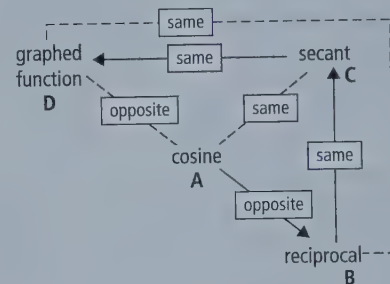 same
graphed
function
D
same
secant
C
opposite
same
cosine
A
same
opposite
reciprocal
B